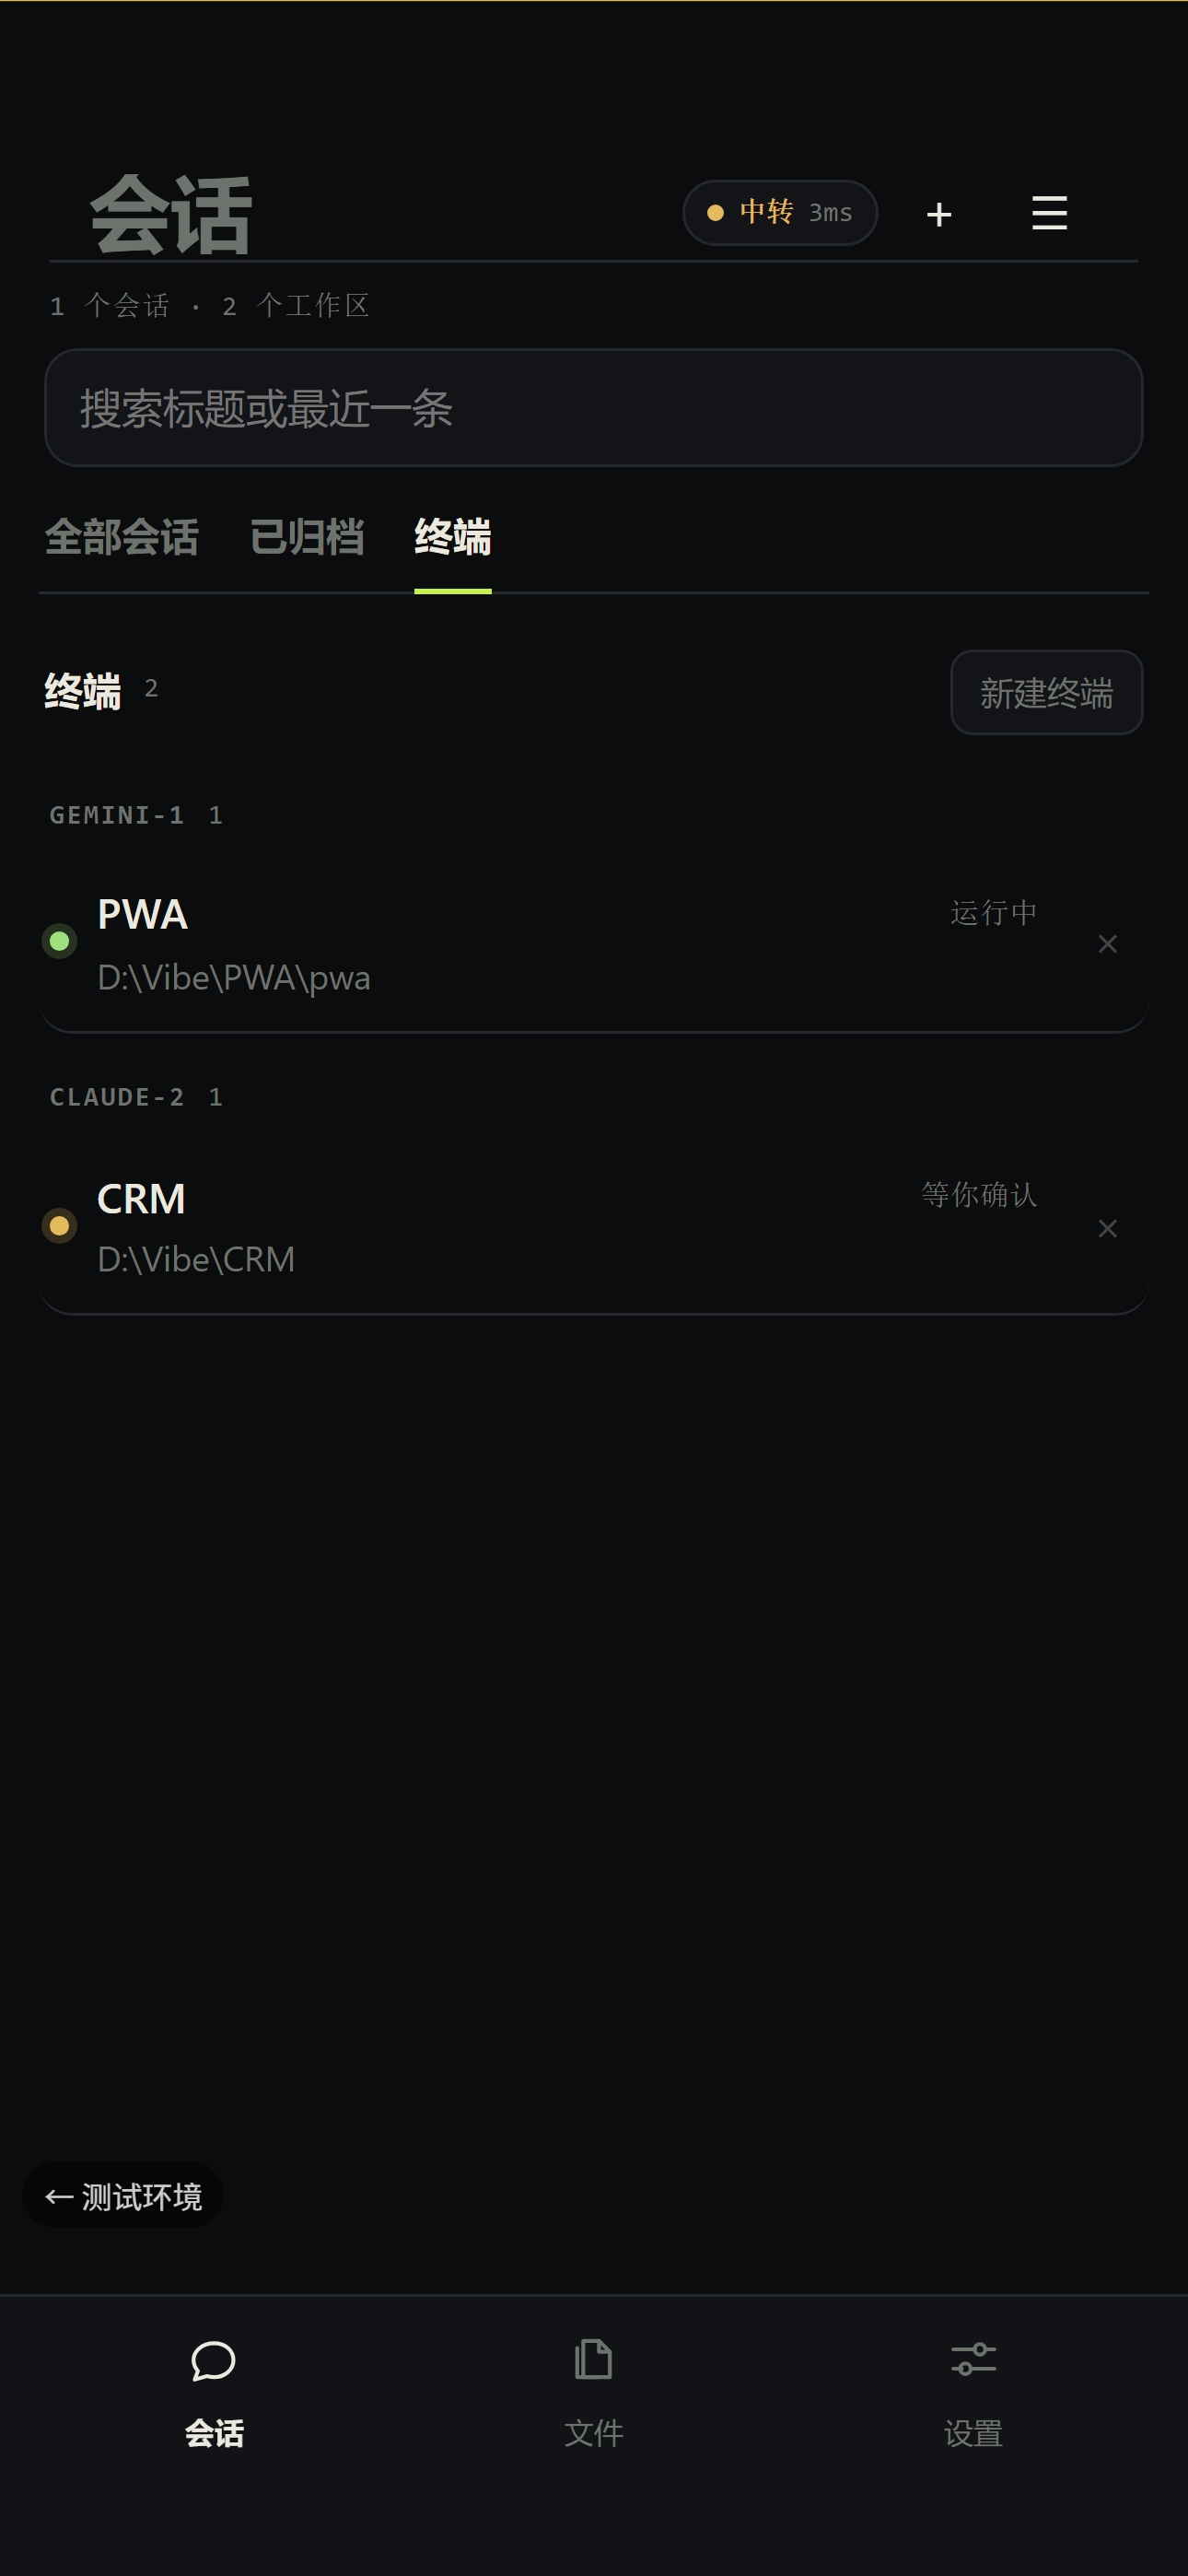 会话
中转 3ms + ☰
1 个会话 · 2 个工作区
搜索标题或最近一条
全部会话 已归档 终端
终端 2 新建终端
GEMINI-1 1
PWA 运行中
D:\Vibe\PWA\pwa ×
CLAUDE-2 1
CRM 等你确认
D:\Vibe\CRM ×
← 测试环境
会话 文件 设置